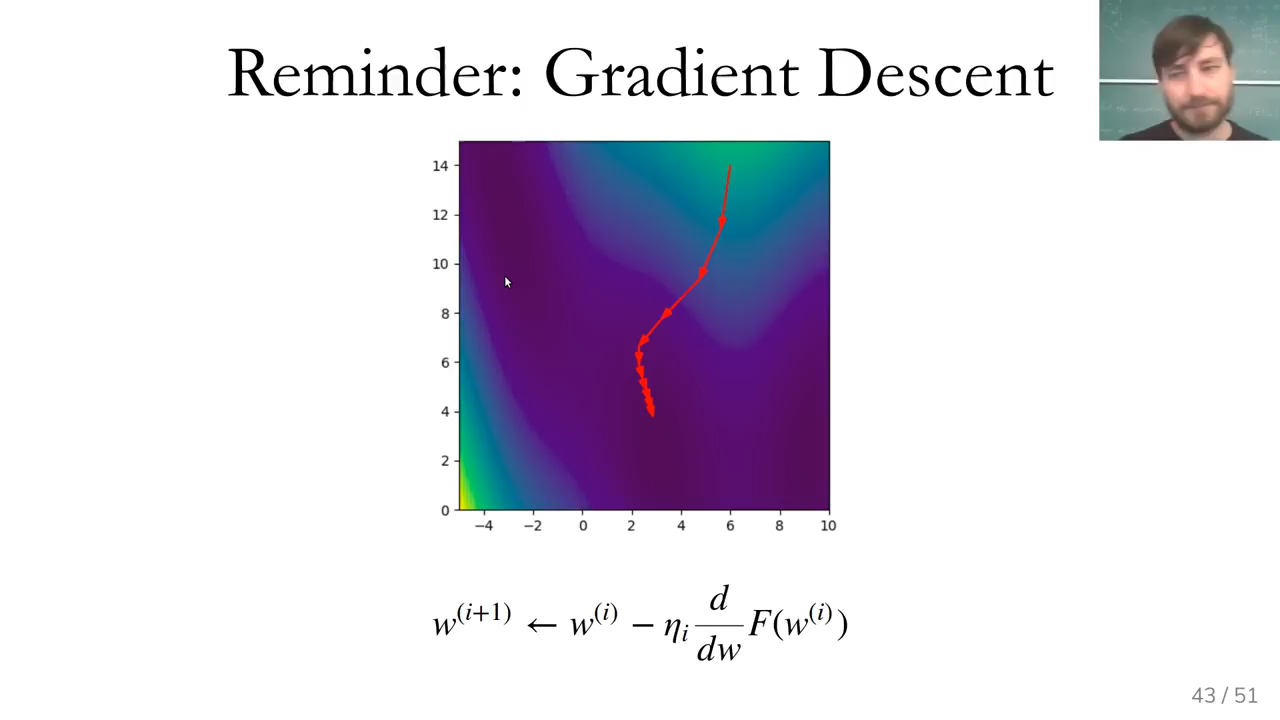 Reminder: Gradient Descent
14
12
10
8
6
4
2
0
−4 −2 0 2 4 6 8 10
w^(i+1) ← w^(i) − η_i d/dw F(w^(i))
43 / 51